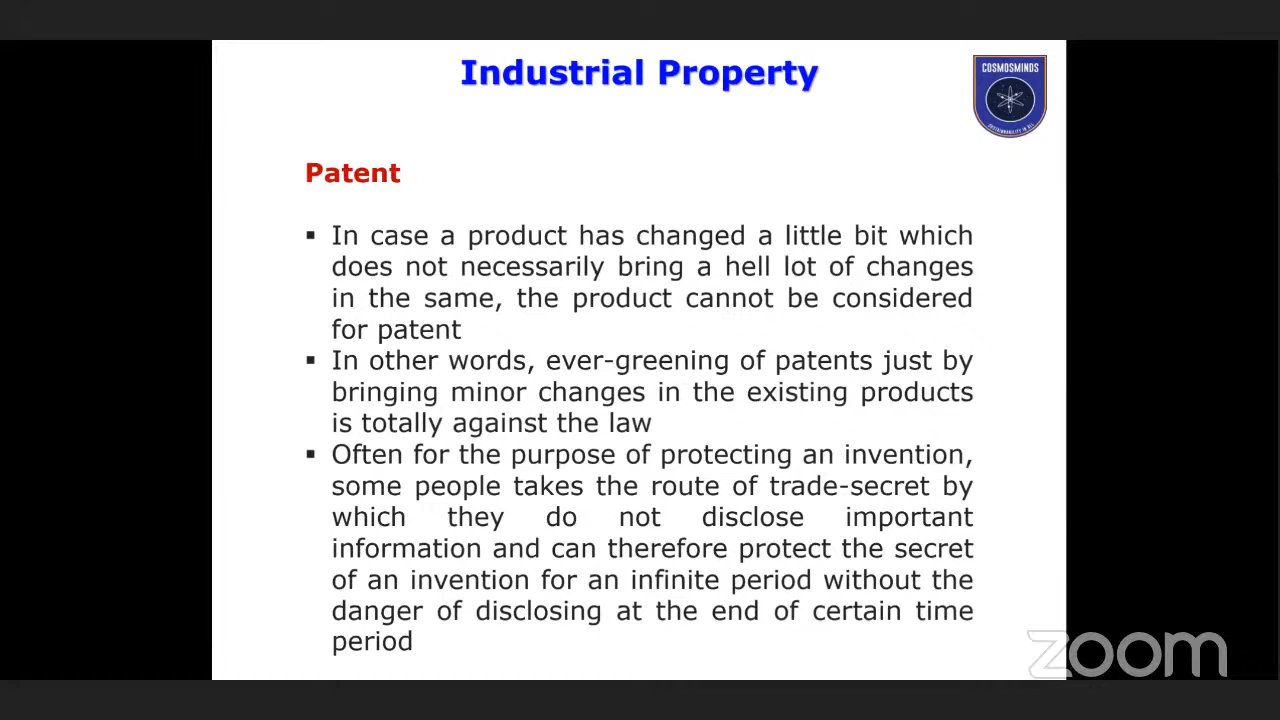 Industrial Property
COSMOSMINDS
SUSTAINABILITY IN ALL
Patent
▪ In case a product has changed a little bit which
does not necessarily bring a hell lot of changes
in the same, the product cannot be considered
for patent
▪ In other words, ever-greening of patents just by
bringing minor changes in the existing products
is totally against the law
▪ Often for the purpose of protecting an invention,
some people takes the route of trade-secret by
which they do not disclose important
information and can therefore protect the secret
of an invention for an infinite period without the
danger of disclosing at the end of certain time
period
zoom